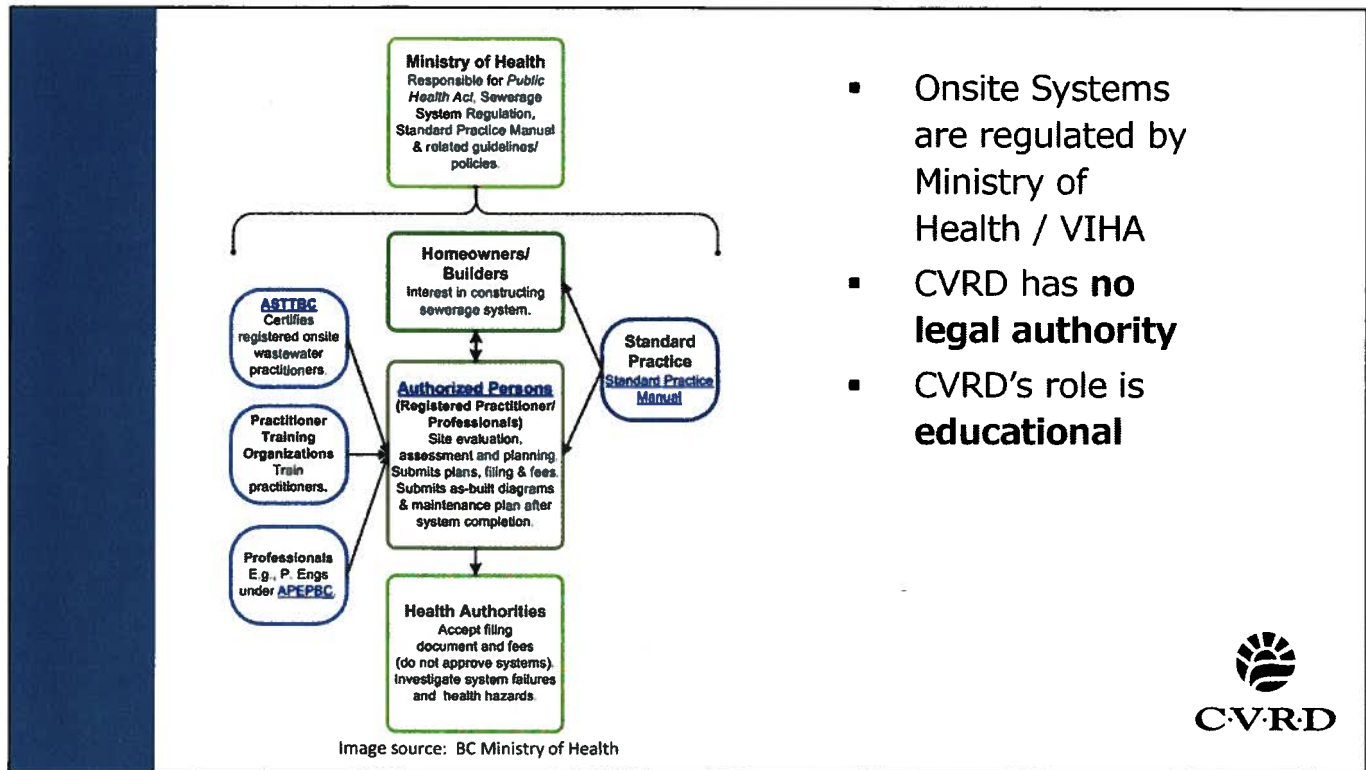 Ministry of Health
Responsible for Public
Health Act, Sewerage
System Regulation,
Standard Practice Manual
& related guidelines/
policies.
Homeowners/
Builders
Interest in constructing
sewerage system.
ASTTBC
Certifies
registered onsite
wastewater
practitioners.
Practitioner
Training
Organizations
Train
practitioners.
Professionals
E.g., P. Engs
under APEPBC.
Authorized Persons
(Registered Practitioner/
Professionals)
Site evaluation,
assessment and planning.
Submits plans, filing & fees.
Submits as-built diagrams
& maintenance plan after
system completion.
Standard
Practice
Standard Practice
Manual
Health Authorities
Accept filing
document and fees
(do not approve systems).
Investigate system failures
and health hazards.
Image source: BC Ministry of Health
▪ Onsite Systems
are regulated by
Ministry of
Health / VIHA
▪ CVRD has no
legal authority
▪ CVRD's role is
educational
C·V·R·D